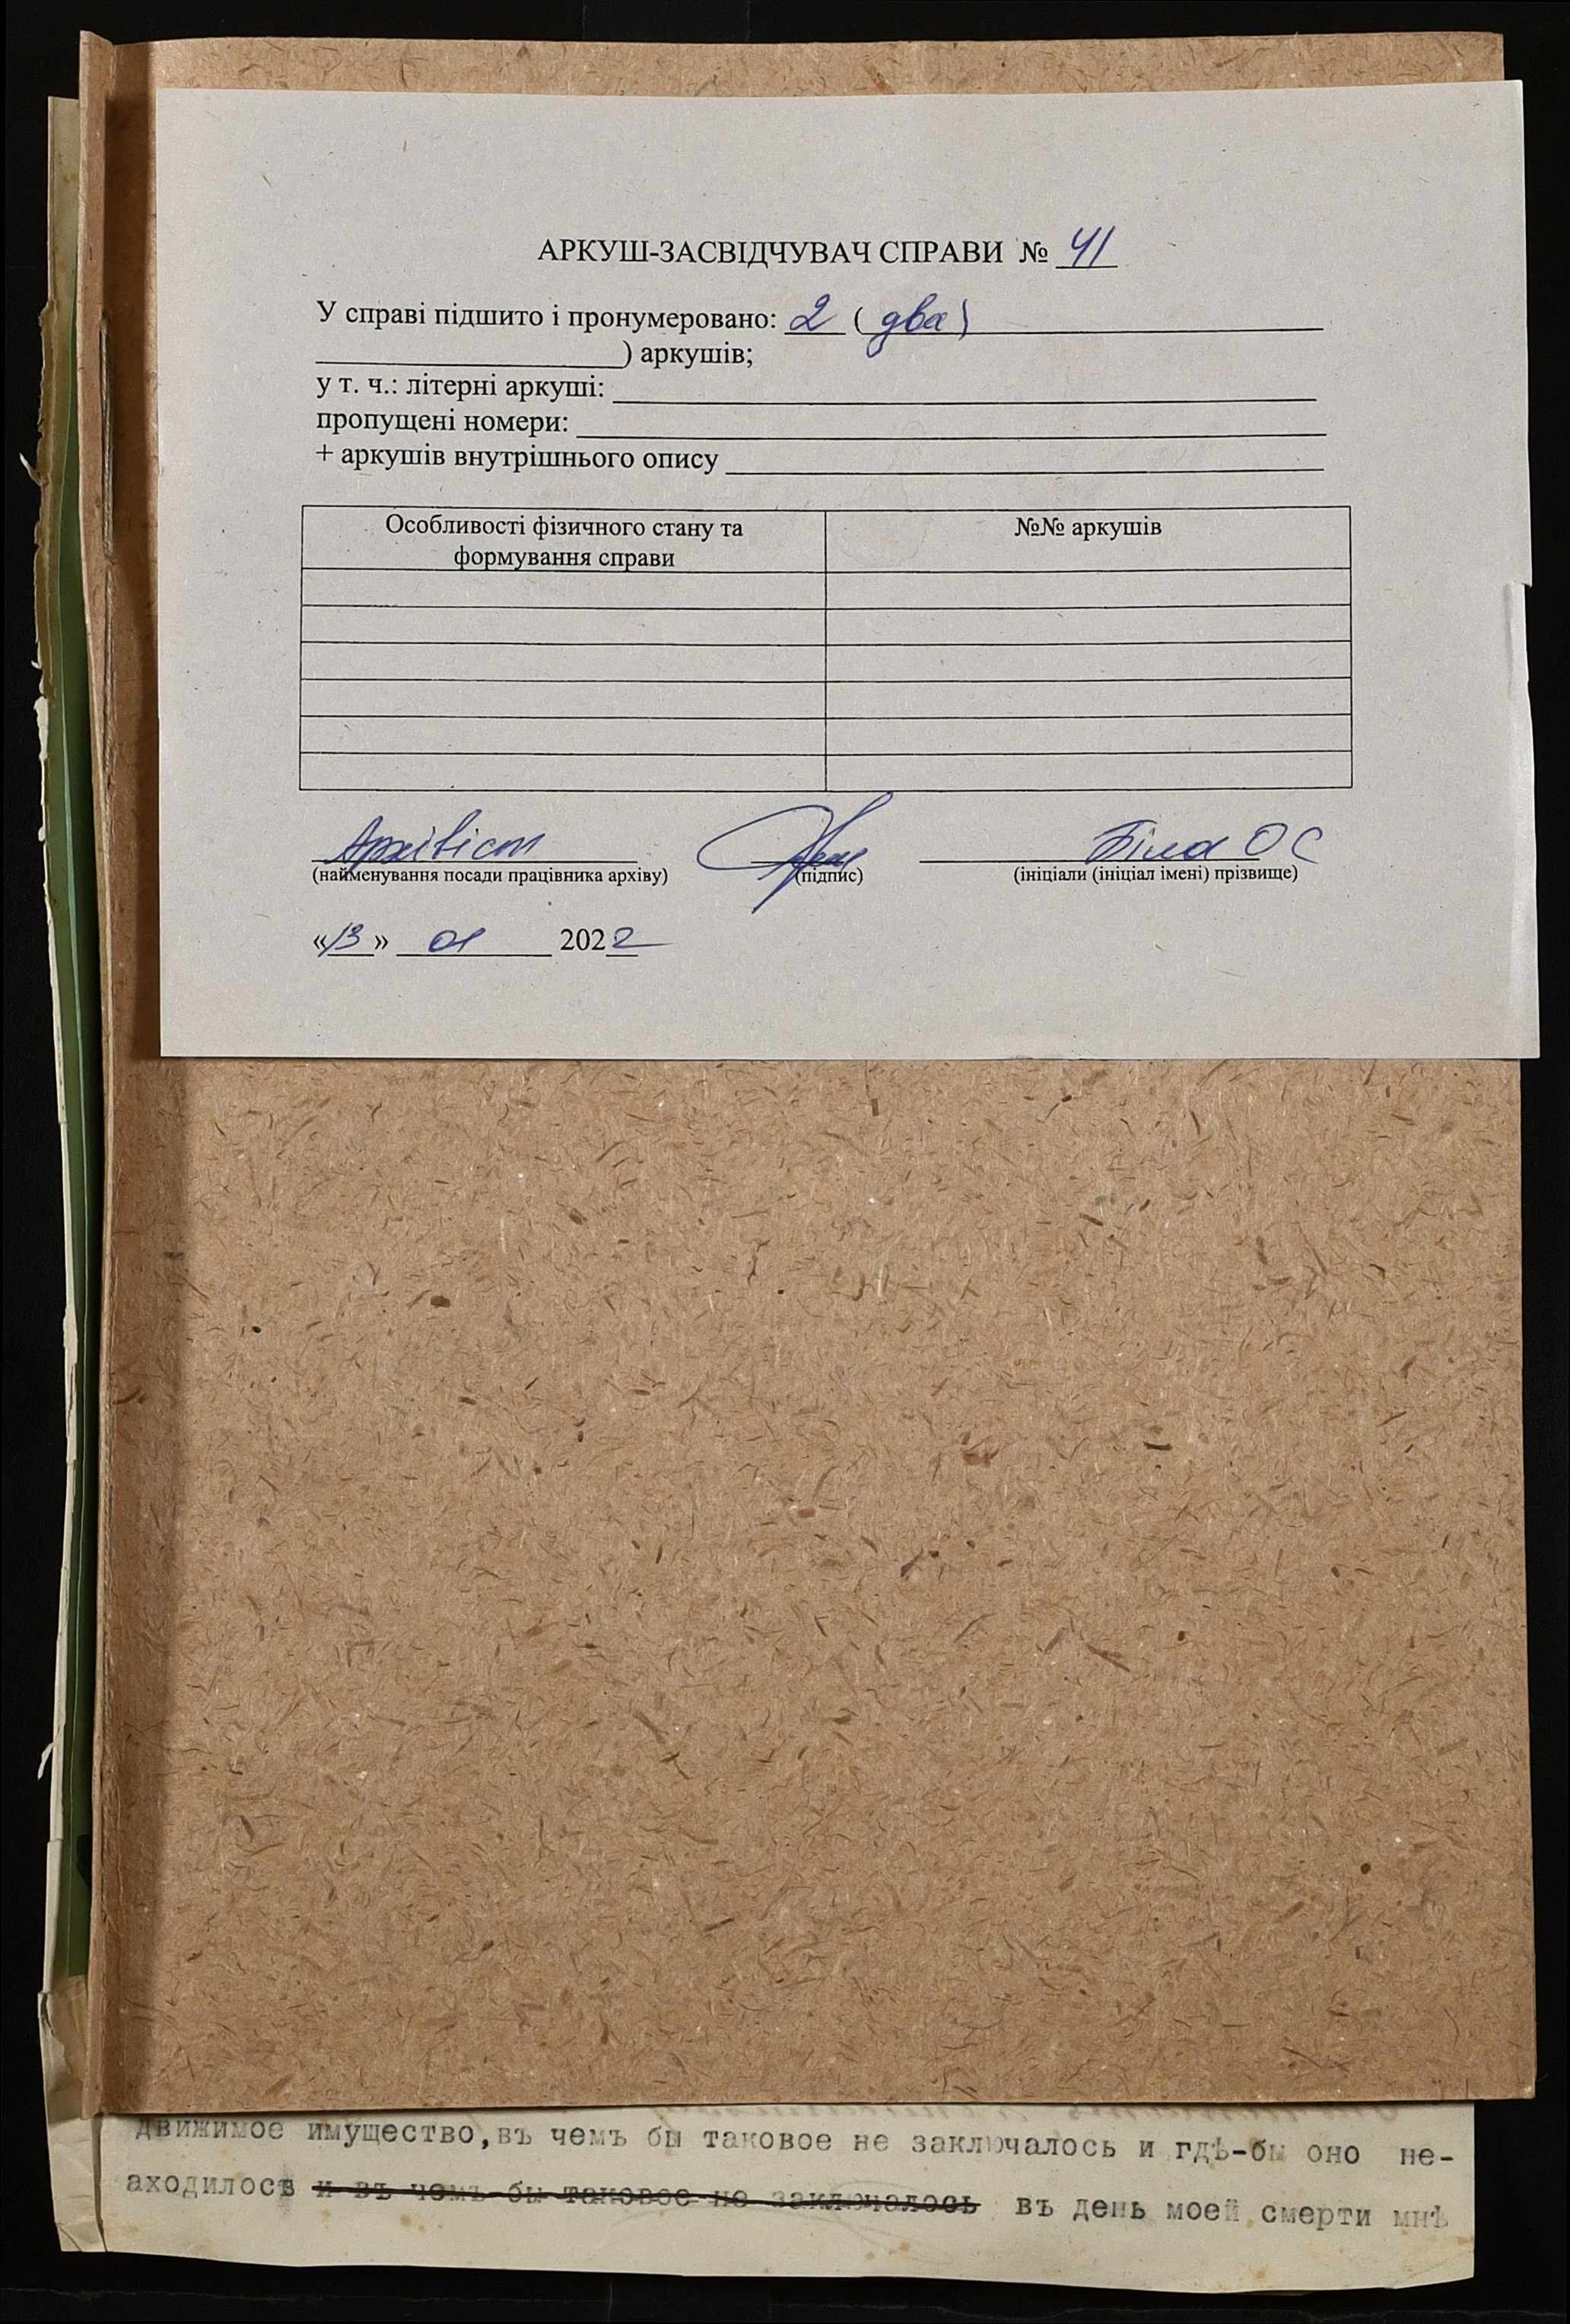 АРКУШ-ЗАСВІДЧУВАЧ СПРАВИ № 41
У справі підшито і пронумеровано: 2 ( два )
) аркушів;
у т. ч.: літерні аркуші:
пропущені номери:
+ аркушів внутрішнього опису
Особливості фізичного стану та
формування справи
№№ аркушів
Архівіст Біла О С
(найменування посади працівника архіву) (підпис) (ініціали (ініціал імені) прізвище)
«13» 01 2022
движимое имущество,въ чемъ бы таковое не заключалось и гдѣ-бы оно не-
аходилось и въ чемъ-бы таковое не заключалось въ день моей смерти мнѣ